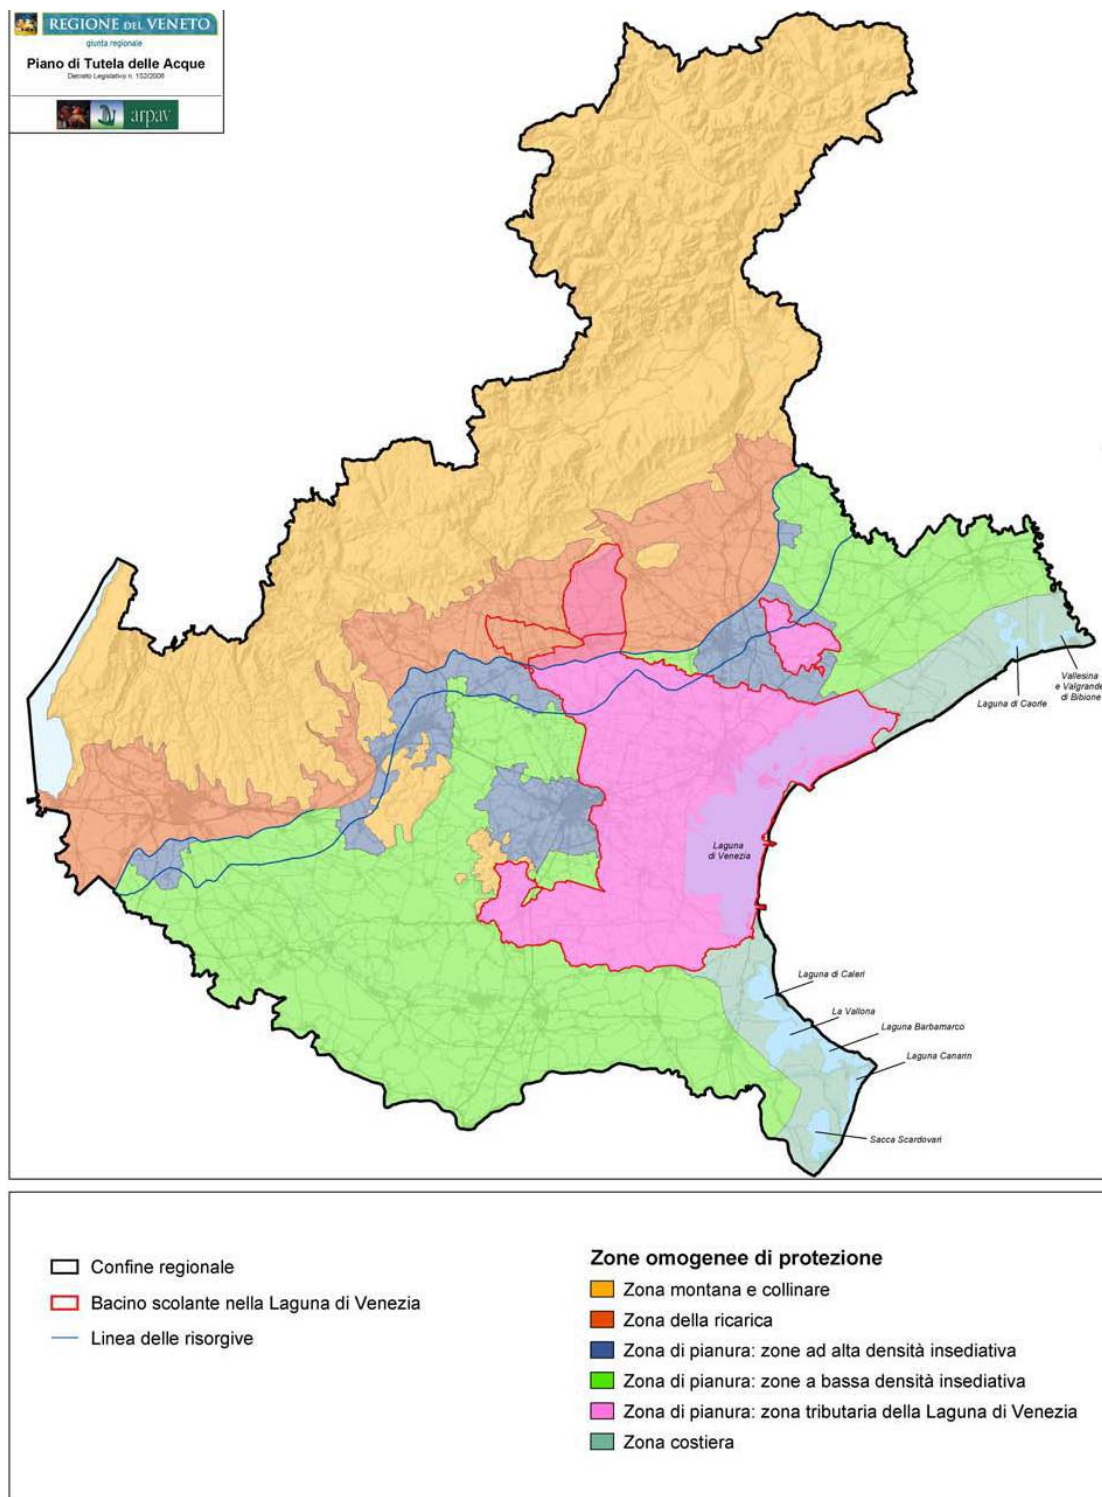 REGIONE DEL VENETO
giunta regionale
Piano di Tutela delle Acque
Decreto Legislativo n. 152/2006
arpav
Vallesina
e Valgrande
di Bibione
Laguna di Caorle
Laguna
di Venezia
Laguna di Caleri
La Vallona
Laguna Barbamarco
Laguna Canarin
Sacca Scardovari
Confine regionale
Bacino scolante nella Laguna di Venezia
Linea delle risorgive
Zone omogenee di protezione
Zona montana e collinare
Zona della ricarica
Zona di pianura: zone ad alta densità insediativa
Zona di pianura: zone a bassa densità insediativa
Zona di pianura: zona tributaria della Laguna di Venezia
Zona costiera